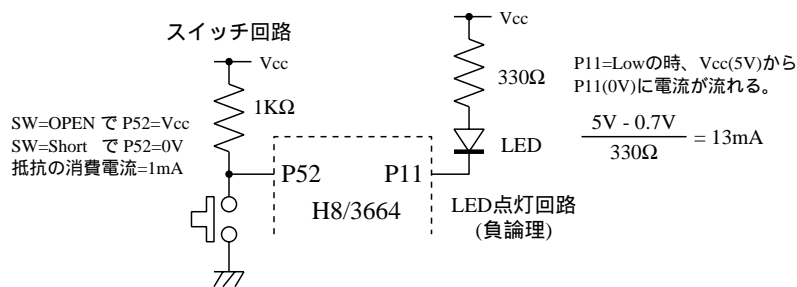 スイッチ回路
Vcc
1KΩ
SW=OPEN で P52=Vcc
SW=Short で P52=0V
抵抗の消費電流=1mA
P52
P11
H8/3664
Vcc
330Ω
LED
LED点灯回路
(負論理)
P11=Lowの時、Vcc(5V)から
P11(0V)に電流が流れる。
5V - 0.7V
330Ω
= 13mA